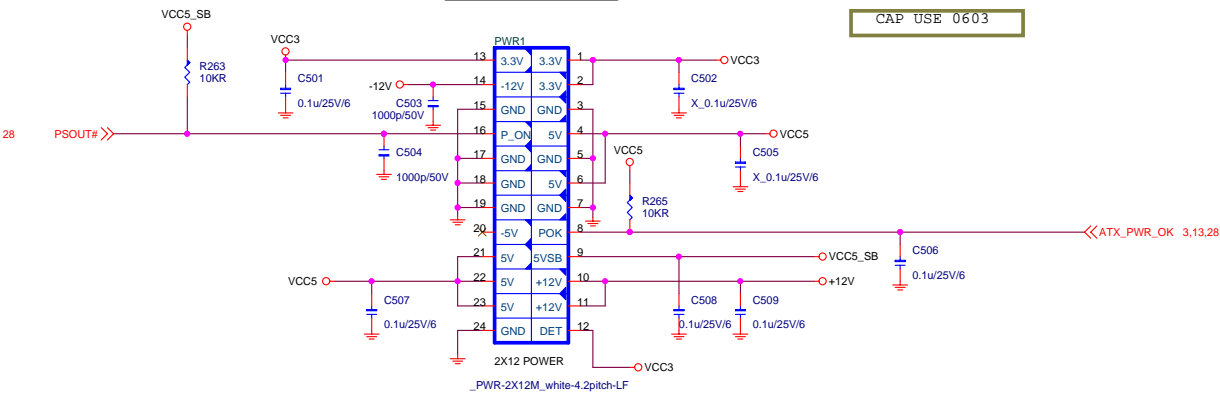 CAP USE 0603
VCC5_SB
VCC3
PWR1
R263
10KR
C501
0.1u/25V/6
-12V
C503
1000p/50V
28 PSOUT#
C504
1000p/50V
13 3.3V 3.3V 1
14 -12V 3.3V 2
15 GND GND 3
16 P_ON 5V 4
17 GND GND 5
18 GND 5V 6
19 GND GND 7
20 -5V POK 8
21 5V 5VSB 9
22 5V +12V 10
23 5V +12V 11
24 GND DET 12
VCC3
C502
X_0.1u/25V/6
VCC5
C505
X_0.1u/25V/6
VCC5
R265
10KR
ATX_PWR_OK 3,13,28
C506
0.1u/25V/6
VCC5_SB
+12V
VCC5
C507
0.1u/25V/6
C508
0.1u/25V/6
C509
0.1u/25V/6
VCC3
2X12 POWER
_PWR-2X12M_white-4.2pitch-LF